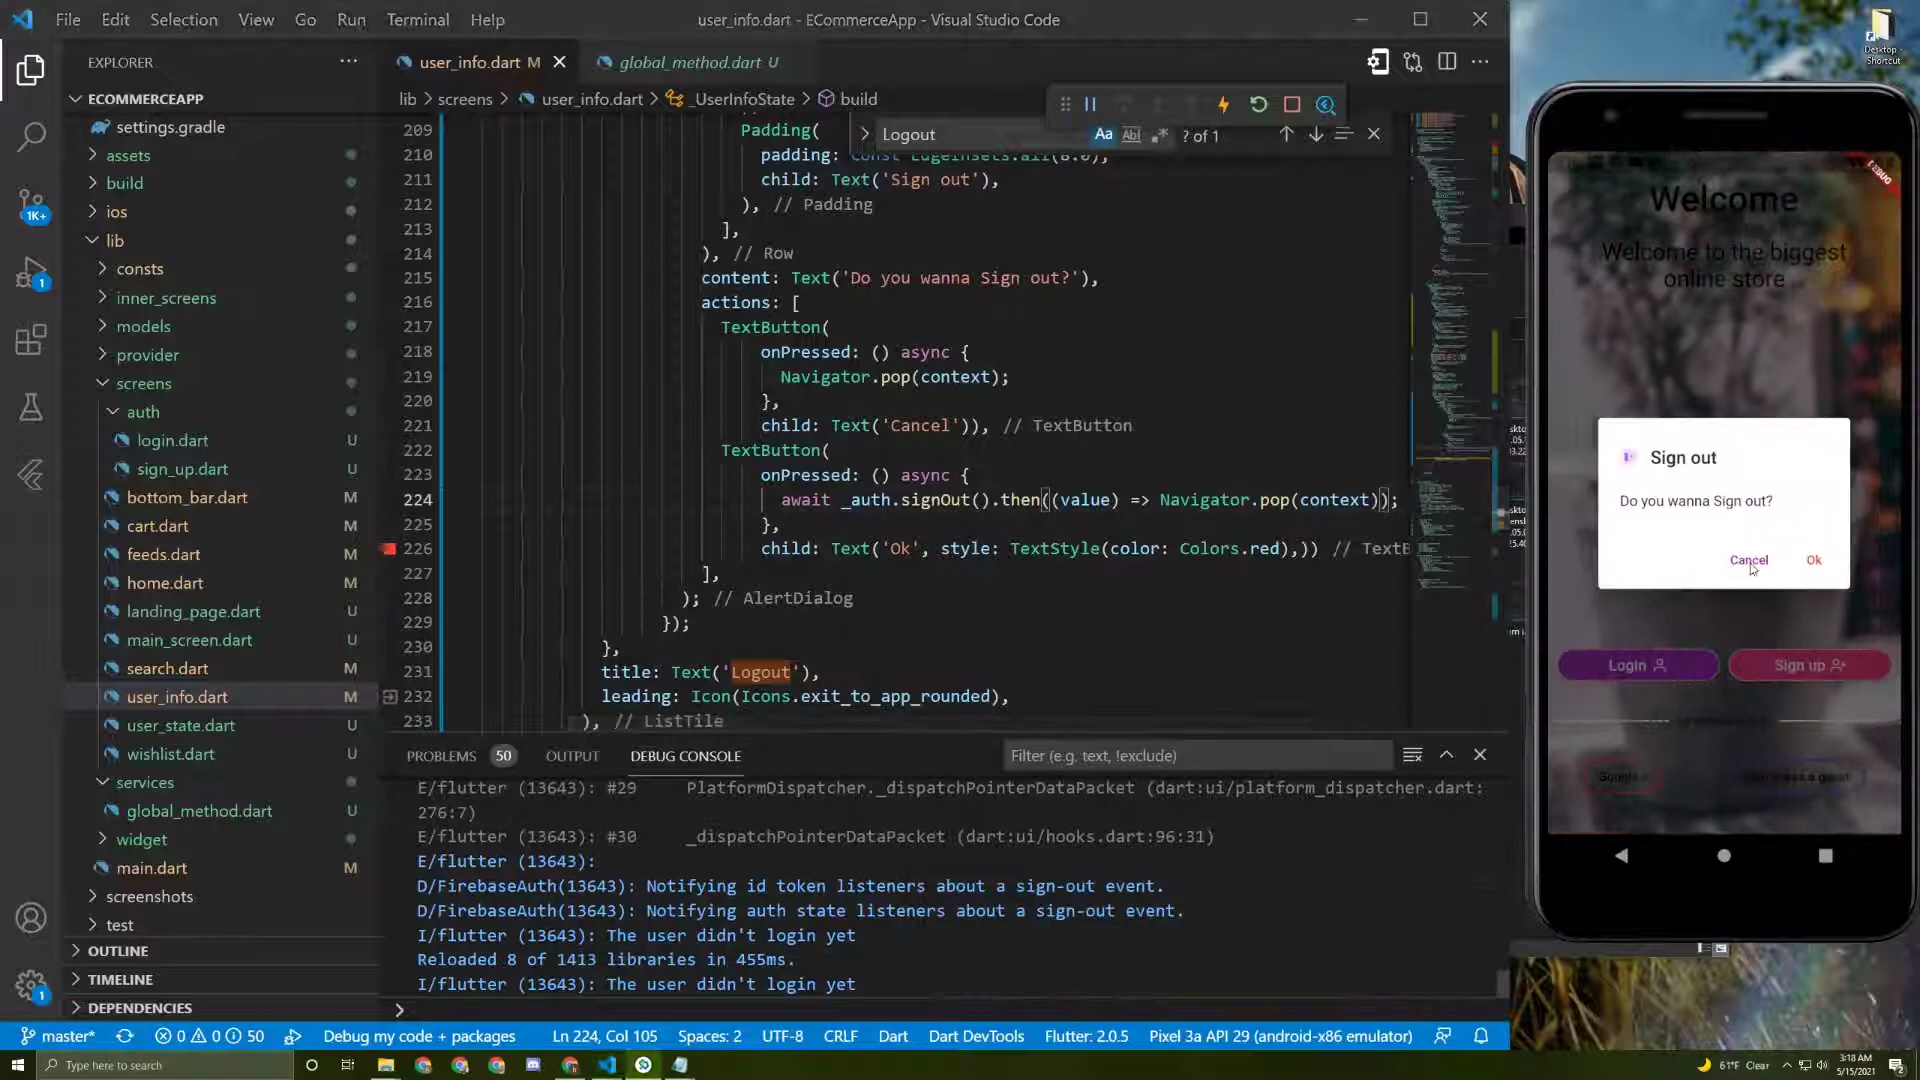 File Edit Selection View Go Run Terminal Help
user_info.dart - ECommerceApp - Visual Studio Code
EXPLORER
ECOMMERCEAPP
settings.gradle
assets
build
ios
lib
consts
inner_screens
models
provider
screens
auth
login.dart U
sign_up.dart U
bottom_bar.dart M
cart.dart M
feeds.dart M
home.dart M
landing_page.dart U
main_screen.dart U
search.dart M
user_info.dart M
user_state.dart U
wishlist.dart U
services
global_method.dart U
widget
main.dart M
screenshots
test
OUTLINE
TIMELINE
DEPENDENCIES
1K+
1
1
user_info.dart M
global_method.dart U
lib > screens > user_info.dart > _UserInfoState > build
Logout
Aa Abl ? of 1
209 Padding(
210 padding: const EdgeInsets.all(8.0),
211 child: Text('Sign out'),
212 ), // Padding
213 ],
214 ), // Row
215 content: Text('Do you wanna Sign out?'),
216 actions: [
217 TextButton(
218 onPressed: () async {
219 Navigator.pop(context);
220 },
221 child: Text('Cancel')), // TextButton
222 TextButton(
223 onPressed: () async {
224 await _auth.signOut().then((value) => Navigator.pop(context));
225 },
226 child: Text('Ok', style: TextStyle(color: Colors.red),)) // TextB
227 ],
228 ); // AlertDialog
229 });
230 },
231 title: Text('Logout'),
232 leading: Icon(Icons.exit_to_app_rounded),
233 ), // ListTile
PROBLEMS 50 OUTPUT DEBUG CONSOLE
Filter (e.g. text, !exclude)
E/flutter (13643): #29 PlatformDispatcher._dispatchPointerDataPacket (dart:ui/platform_dispatcher.dart:
276:7)
E/flutter (13643): #30 _dispatchPointerDataPacket (dart:ui/hooks.dart:96:31)
E/flutter (13643):
D/FirebaseAuth(13643): Notifying id token listeners about a sign-out event.
D/FirebaseAuth(13643): Notifying auth state listeners about a sign-out event.
I/flutter (13643): The user didn't login yet
Reloaded 8 of 1413 libraries in 455ms.
I/flutter (13643): The user didn't login yet
master* 0 0 50 Debug my code + packages Ln 224, Col 105 Spaces: 2 UTF-8 CRLF Dart Dart DevTools Flutter: 2.0.5 Pixel 3a API 29 (android-x86 emulator)
Type here to search
61°F Clear
3:18 AM
5/15/2021
2
Desktop -
Shortcut
DEBUG
Welcome
Welcome to the biggest
online store
Sign out
Do you wanna Sign out?
Cancel Ok
Login
Sign up